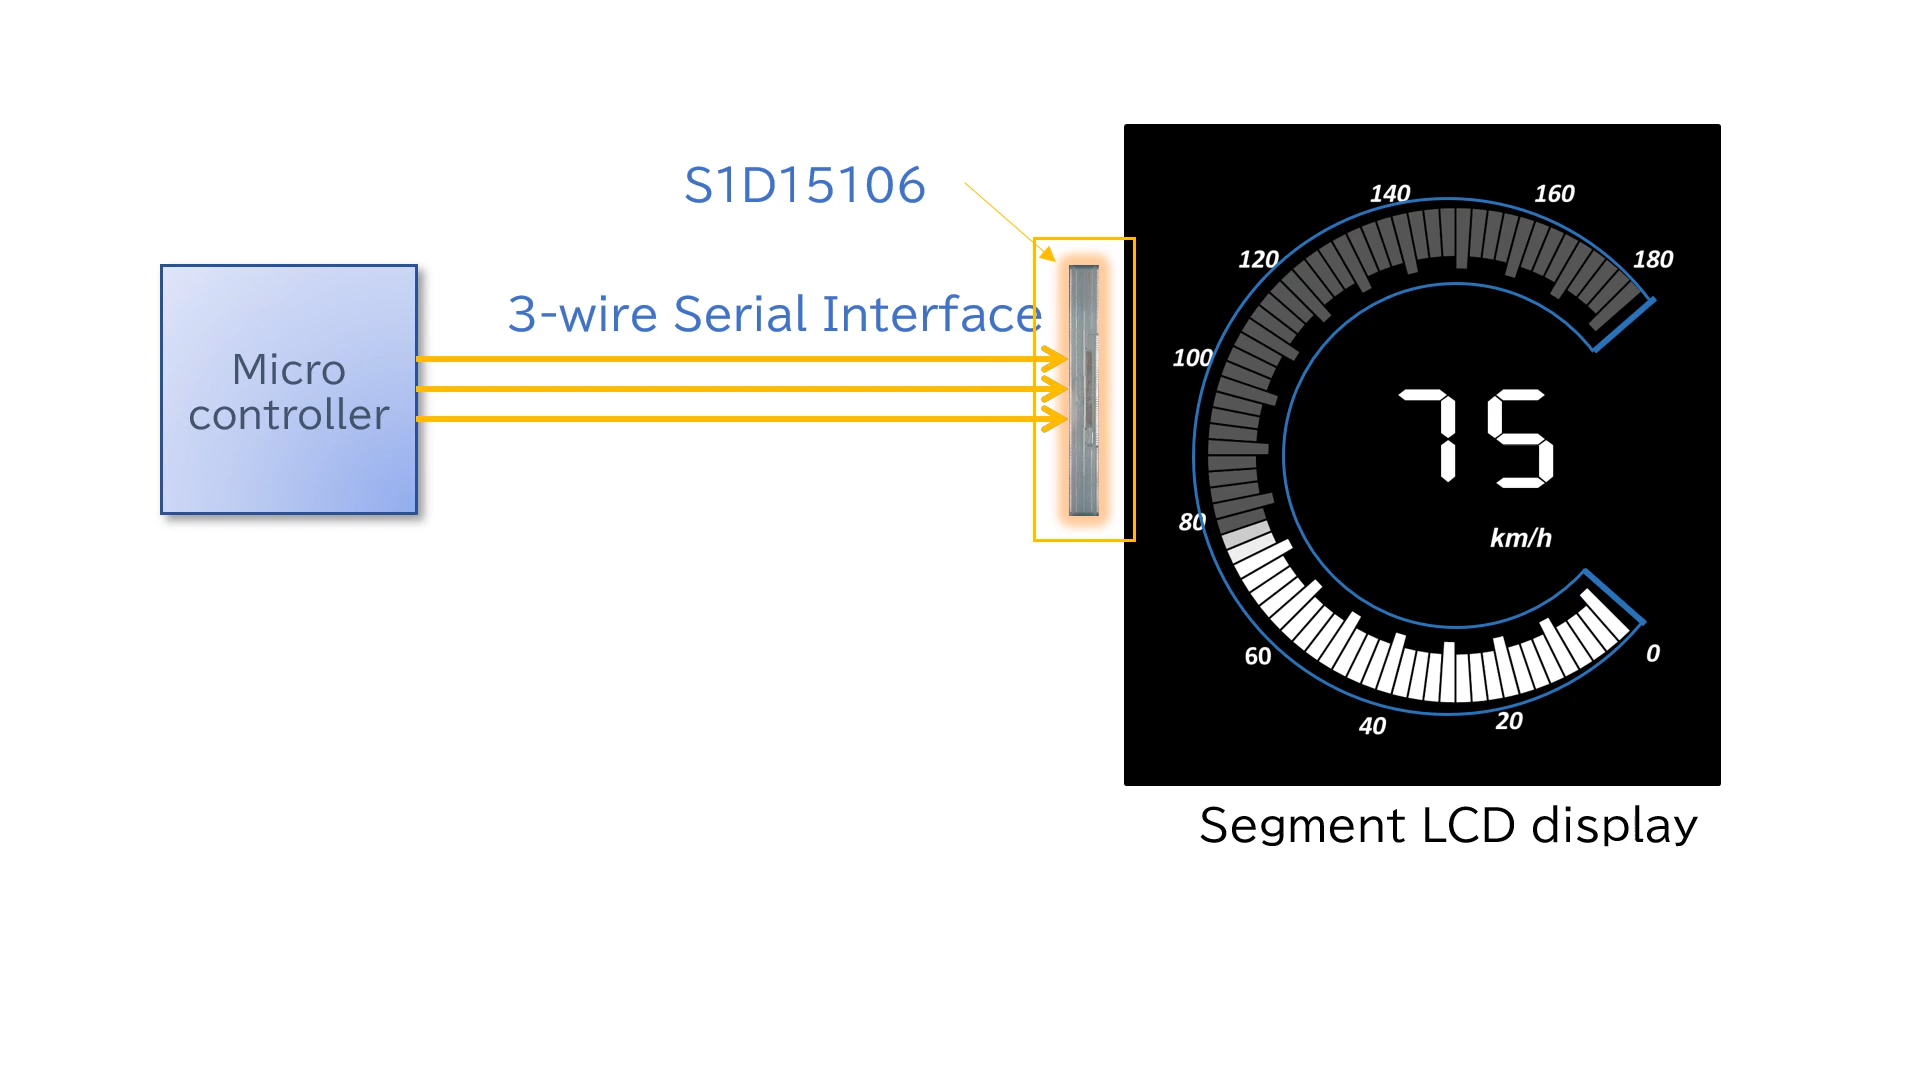 S1D15106
3-wire Serial Interface
Micro
controller
140
160
120
180
100
75
80
km/h
60
0
40
20
Segment LCD display